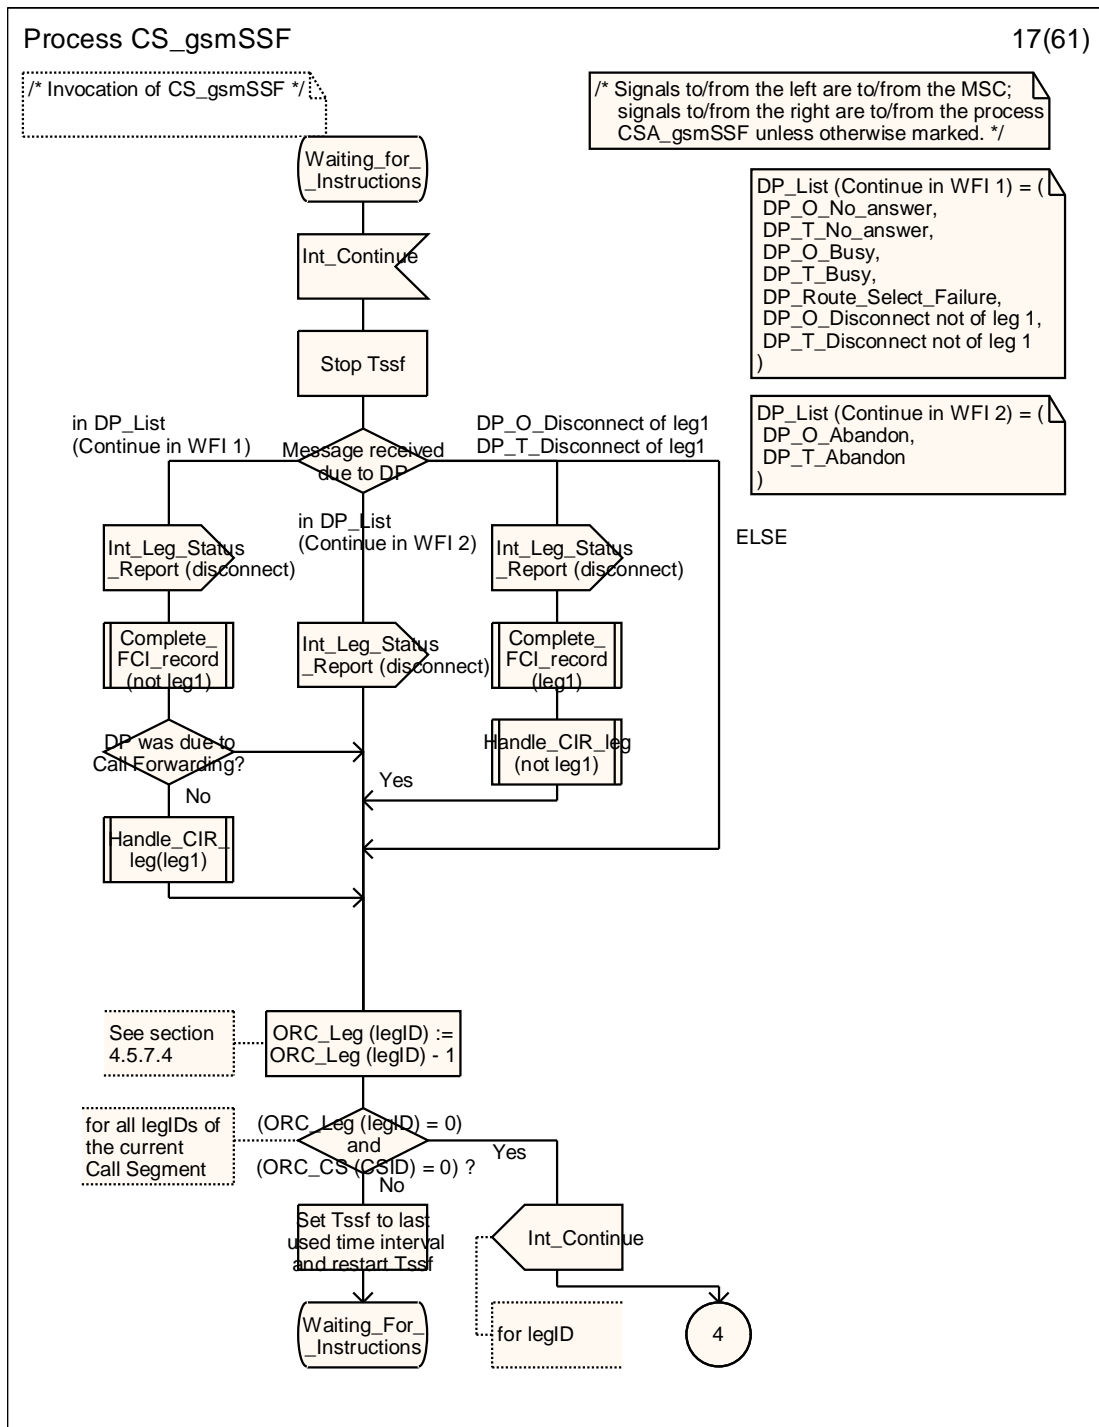 Process CS_gsmSSF
17(61)
/* Invocation of CS_gsmSSF */
/* Signals to/from the left are to/from the MSC;
signals to/from the right are to/from the process
CSA_gsmSSF unless otherwise marked. */
Waiting_for_
_Instructions
DP_List (Continue in WFI 1) = (
DP_O_No_answer,
DP_T_No_answer,
DP_O_Busy,
DP_T_Busy,
DP_Route_Select_Failure,
DP_O_Disconnect not of leg 1,
DP_T_Disconnect not of leg 1
)
Int_Continue
Stop Tssf
DP_List (Continue in WFI 2) = (
DP_O_Abandon,
DP_T_Abandon
)
in DP_List
(Continue in WFI 1)
Message received
due to DP
DP_O_Disconnect of leg1
DP_T_Disconnect of leg1
in DP_List
(Continue in WFI 2)
ELSE
Int_Leg_Status
_Report (disconnect)
Int_Leg_Status
_Report (disconnect)
Complete_
FCI_record
(not leg1)
Int_Leg_Status
_Report (disconnect)
Complete_
FCI_record
(leg1)
DP was due to
Call Forwarding?
Handle_CIR_leg
(not leg1)
Yes
No
Handle_CIR_
leg(leg1)
See section
4.5.7.4
ORC_Leg (legID) :=
ORC_Leg (legID) - 1
for all legIDs of
the current
Call Segment
(ORC_Leg (legID) = 0)
and
(ORC_CS (CSID) = 0) ?
Yes
No
Set Tssf to last
used time interval
and restart Tssf
Int_Continue
Waiting_For_
_Instructions
for legID
4